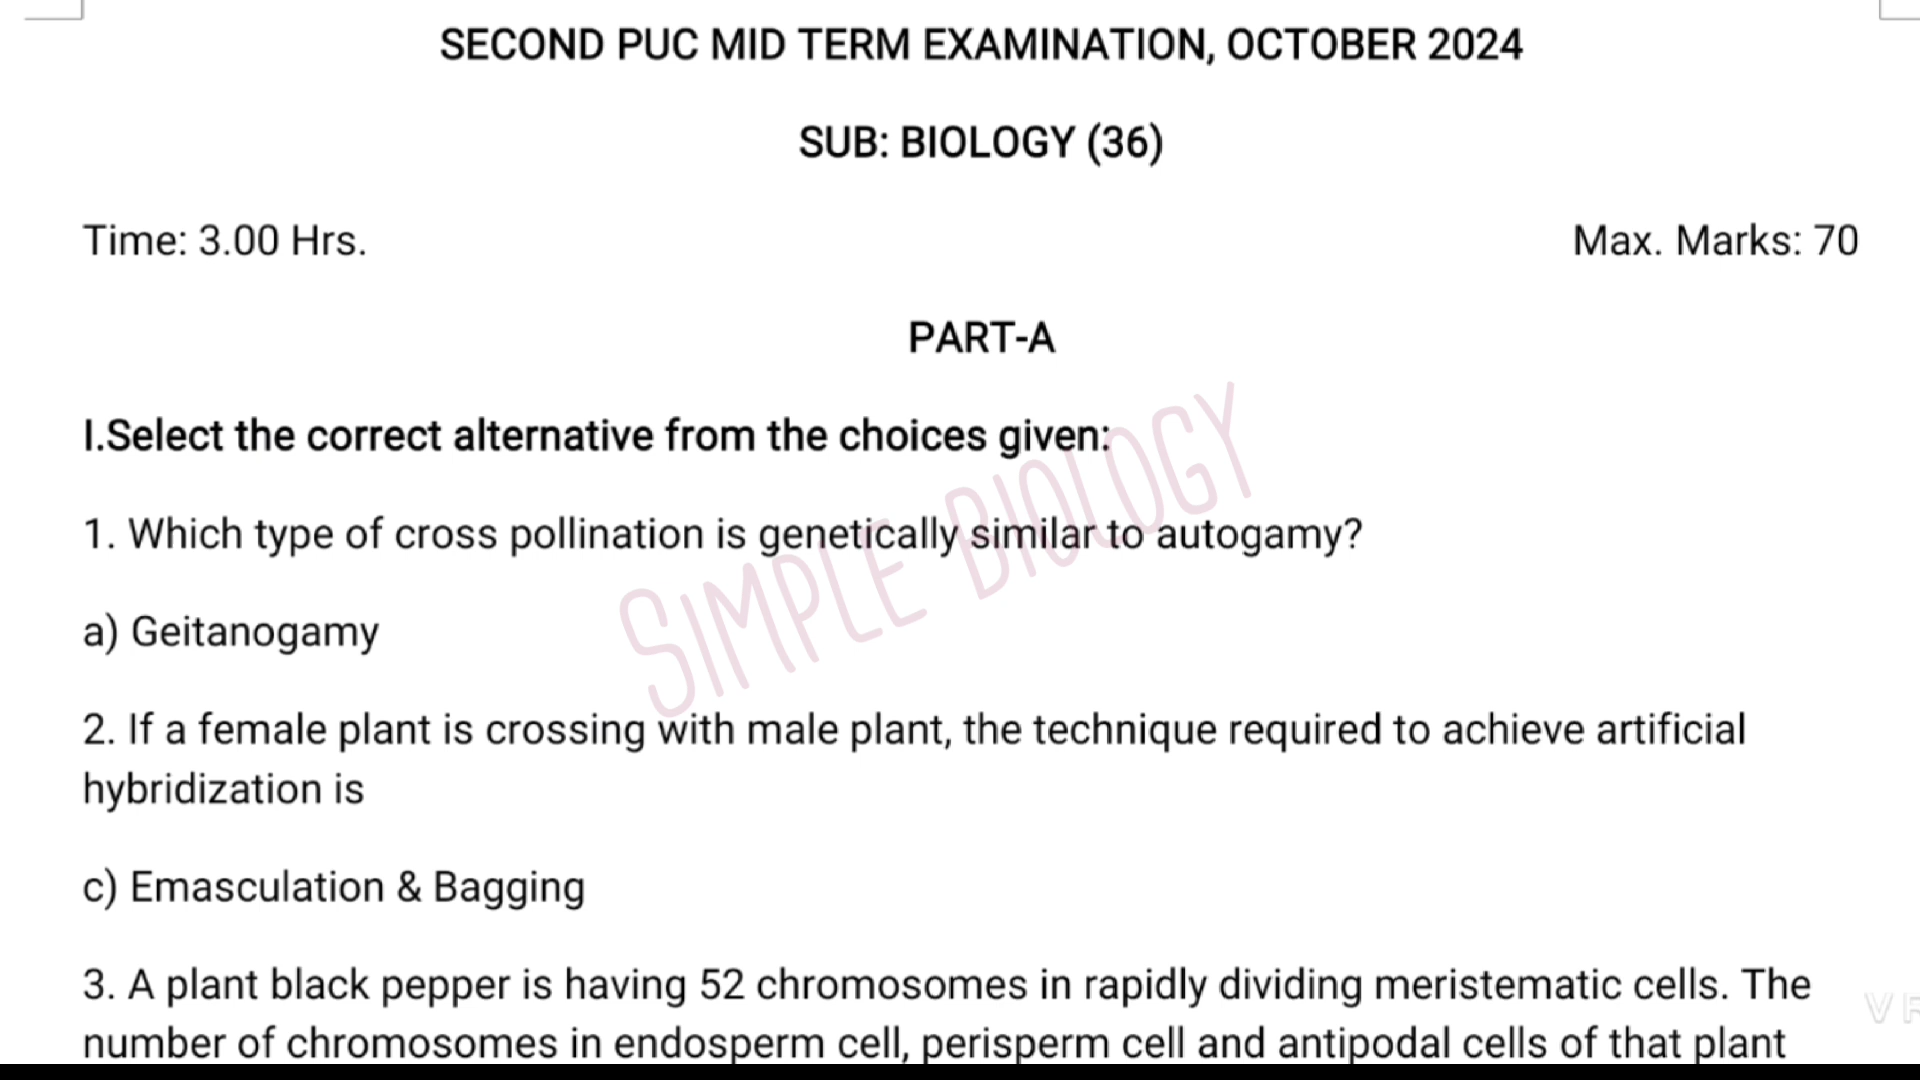 SECOND PUC MID TERM EXAMINATION, OCTOBER 2024
SUB: BIOLOGY (36)
Time: 3.00 Hrs. Max. Marks: 70
PART-A
I.Select the correct alternative from the choices given:
1. Which type of cross pollination is genetically similar to autogamy?
a) Geitanogamy
SIMPLE BIOLOGY
2. If a female plant is crossing with male plant, the technique required to achieve artificial
hybridization is
c) Emasculation & Bagging
3. A plant black pepper is having 52 chromosomes in rapidly dividing meristematic cells. The
number of chromosomes in endosperm cell, perisperm cell and antipodal cells of that plant